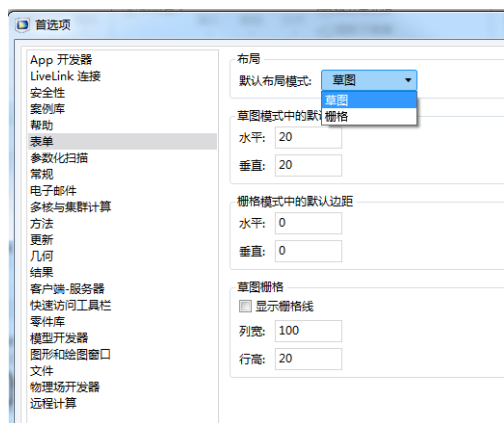 首选项
App 开发器
LiveLink 连接
安全性
案例库
帮助
表单
参数化扫描
常规
电子邮件
多核与集群计算
方法
更新
几何
结果
客户端-服务器
快速访问工具栏
零件库
模型开发器
图形和绘图窗口
文件
物理场开发器
远程计算
布局
默认布局模式: 草图
草图
栅格
草图模式中的默
水平: 20
垂直: 20
栅格模式中的默认边距
水平: 0
垂直: 0
草图栅格
显示栅格线
列宽: 100
行高: 20